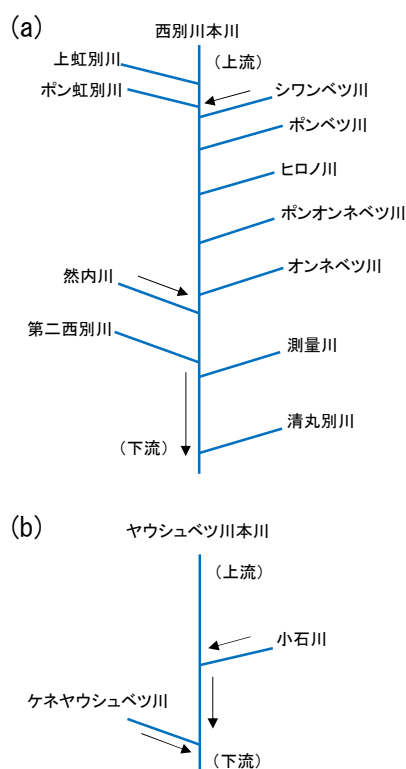 (a)
西別川本川
(上流)
上虹別川
ポン虹別川
シワンベツ川
ポンベツ川
ヒロノ川
ポンオンネベツ川
オンネベツ川
然内川
第二西別川
測量川
清丸別川
(下流)
(b)
ヤウシュベツ川本川
(上流)
小石川
ケネヤウシュベツ川
(下流)